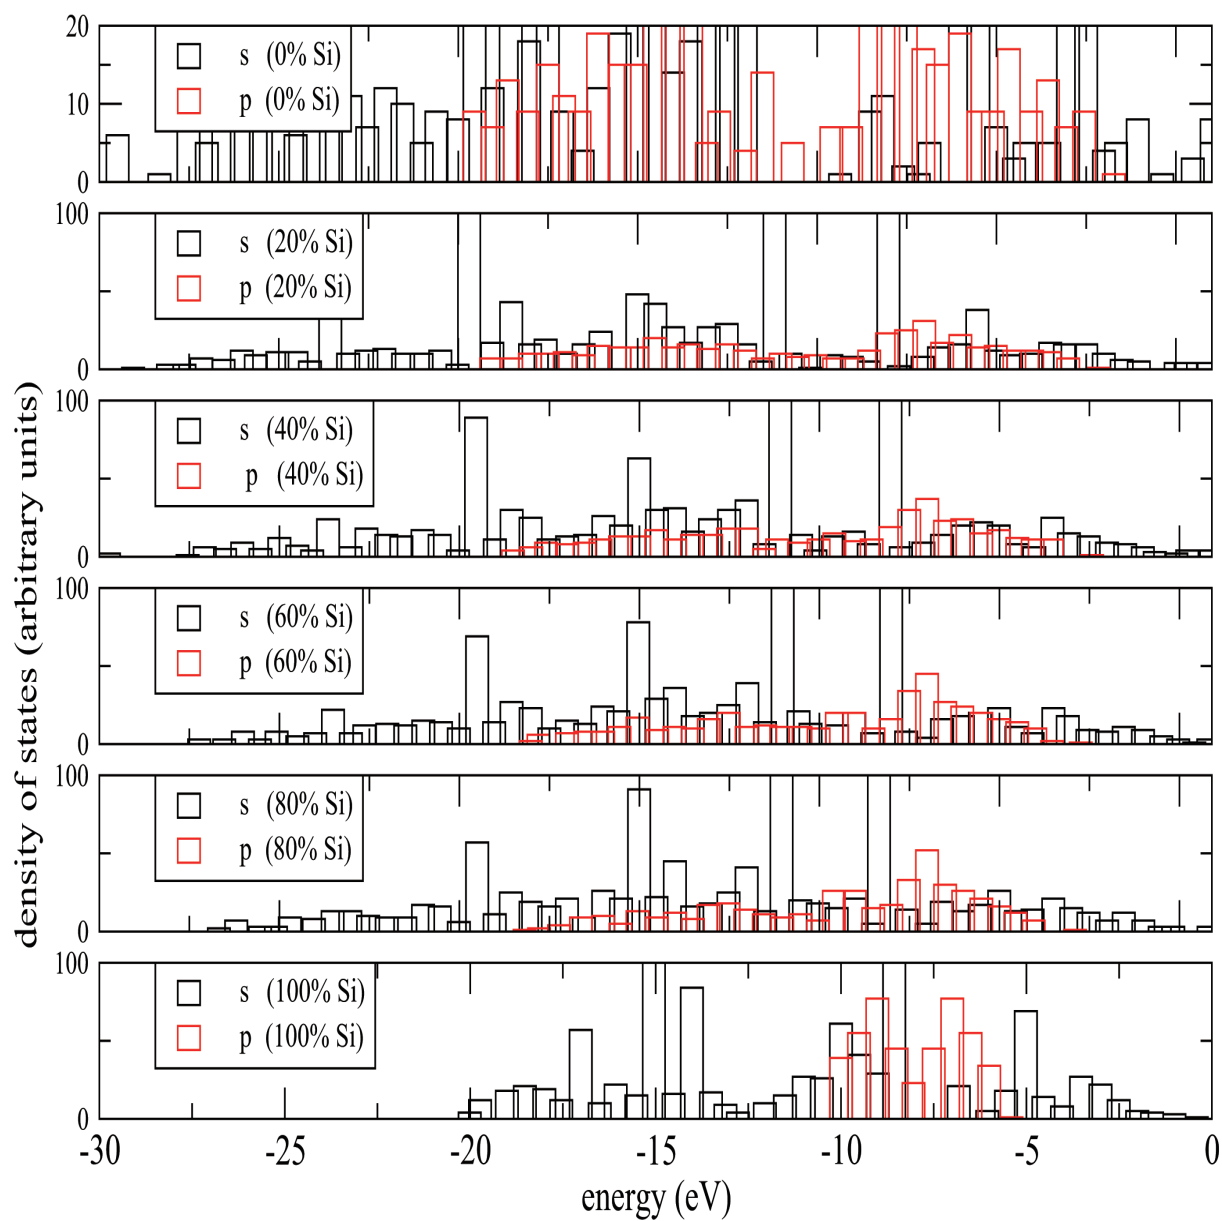 20
10
0
s (0% Si)
p (0% Si)
100
0
s (20% Si)
p (20% Si)
100
0
s (40% Si)
p (40% Si)
100
0
s (60% Si)
p (60% Si)
100
0
s (80% Si)
p (80% Si)
100
0
s (100% Si)
p (100% Si)
-30 -25 -20 -15 -10 -5 0
energy (eV)
density of states (arbitrary units)